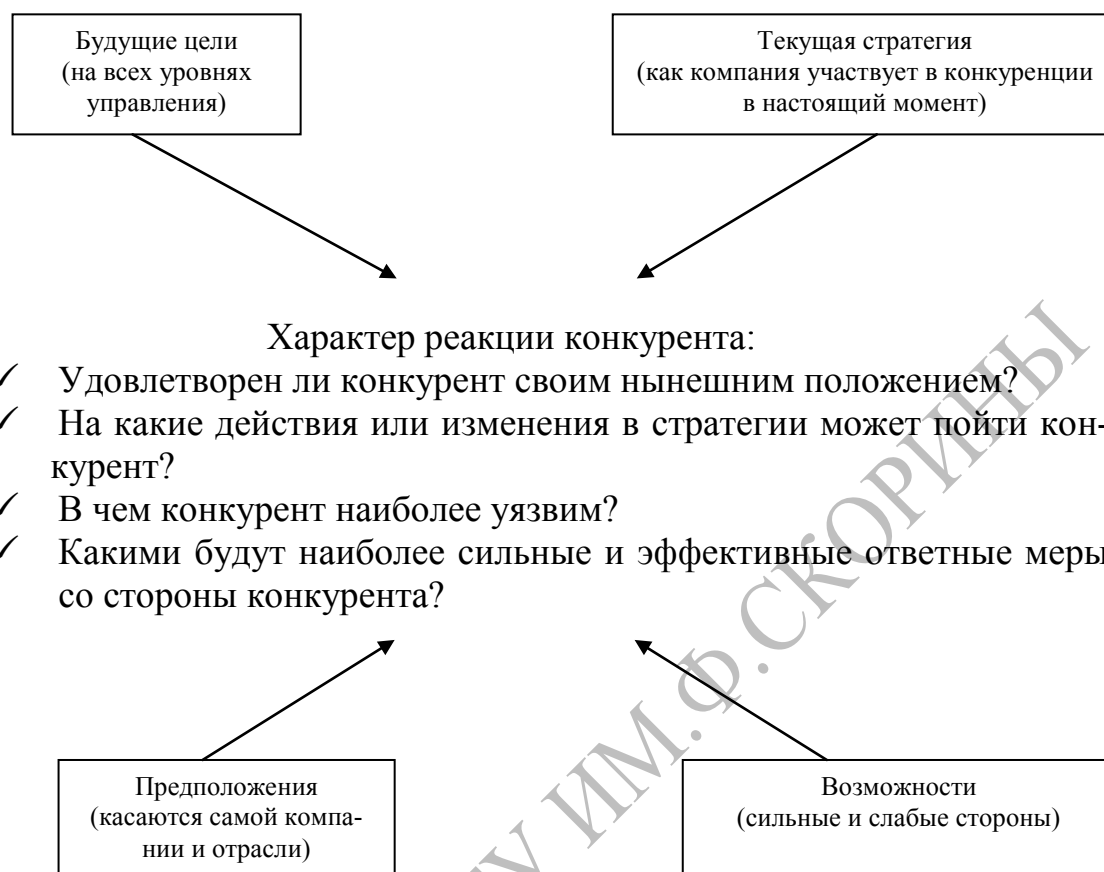 Будущие цели
(на всех уровнях
управления)
Текущая стратегия
(как компания участвует в конкуренции
в настоящий момент)
Характер реакции конкурента:
✓ Удовлетворен ли конкурент своим нынешним положением?
✓ На какие действия или изменения в стратегии может пойти кон-
курент?
✓ В чем конкурент наиболее уязвим?
✓ Какими будут наиболее сильные и эффективные ответные меры
со стороны конкурента?
Предположения
(касаются самой компа-
нии и отрасли)
Возможности
(сильные и слабые стороны)
ИМ.Ф.СКОРИНЫ